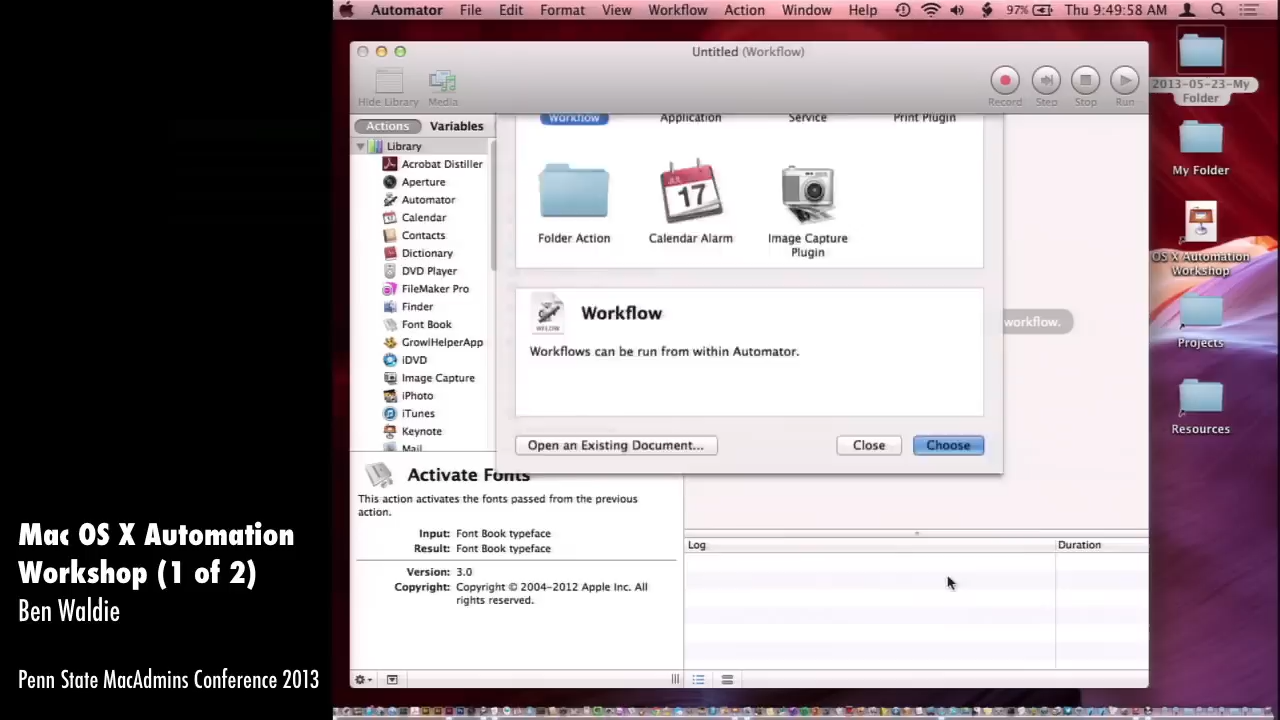 Automator File Edit Format View Workflow Action Window Help 97% Thu 9:49:58 AM
Untitled (Workflow)
Hide Library Media Record Step Stop Run
Actions Variables
Library
Acrobat Distiller
Aperture
Automator
Calendar
Contacts
Dictionary
DVD Player
FileMaker Pro
Finder
Font Book
GrowlHelperApp
iDVD
Image Capture
iPhoto
iTunes
Keynote
Mail
Workflow Application Service Print Plugin
JUL
17
Folder Action Calendar Alarm Image Capture
Plugin
WFLOW
Workflow
Workflows can be run from within Automator.
workflow.
Open an Existing Document... Close Choose
Activate Fonts
This action activates the fonts passed from the previous
action.
Input: Font Book typeface
Result: Font Book typeface
Version: 3.0
Copyright: Copyright © 2004–2012 Apple Inc. All
rights reserved.
Log Duration
2013-05-23-My
Folder
My Folder
OS X Automation
Workshop
Projects
Resources
Mac OS X Automation
Workshop (1 of 2)
Ben Waldie
Penn State MacAdmins Conference 2013